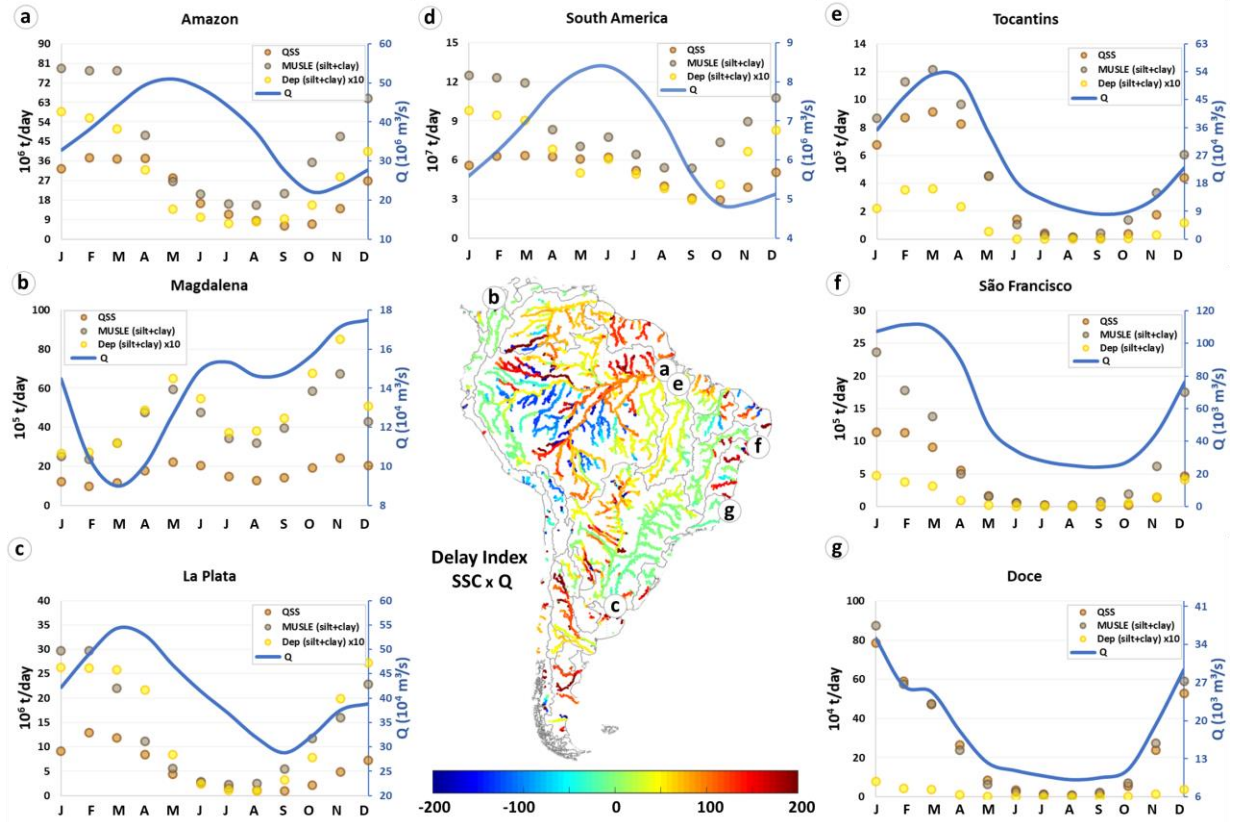 a
Amazon
10⁶ t/day
90
81
72
63
54
45
36
27
18
9
0
QSS
MUSLE (silt+clay)
Dep (silt+clay) x10
Q
60
50
40
30
20
10
Q (10⁶ m³/s)
J F M A M J J A S O N D
d
South America
10⁷ t/day
15
12
9
6
3
0
QSS
MUSLE (silt+clay)
Dep (silt+clay) x10
Q
9
8
7
6
5
4
Q (10⁶ m³/s)
J F M A M J J A S O N D
e
Tocantins
10⁵ t/day
14
12
10
8
6
4
2
0
QSS
MUSLE (silt+clay)
Dep (silt+clay) x10
Q
63
54
45
36
27
18
9
0
Q (10⁴ m³/s)
J F M A M J J A S O N D
b
Magdalena
10⁵ t/day
100
80
60
40
20
0
QSS
MUSLE (silt+clay)
Dep (silt+clay) x10
Q
18
16
14
12
10
8
Q (10⁴ m³/s)
J F M A M J J A S O N D
b
a
e
f
g
c
Delay Index
SSC x Q
-200 -100 0 100 200
f
São Francisco
10⁵ t/day
30
25
20
15
10
5
0
QSS
MUSLE (silt+clay)
Dep (silt+clay) x10
Q
120
100
80
60
40
20
0
Q (10³ m³/s)
J F M A M J J A S O N D
c
La Plata
10⁶ t/day
40
35
30
25
20
15
10
5
0
QSS
MUSLE (silt+clay)
Dep (silt+clay) x10
Q
60
55
50
45
40
35
30
25
20
Q (10⁴ m³/s)
J F M A M J J A S O N D
g
Doce
10⁴ t/day
100
80
60
40
20
0
QSS
MUSLE (silt+clay)
Dep (silt+clay) x10
Q
41
34
27
20
13
6
Q (10³ m³/s)
J F M A M J J A S O N D